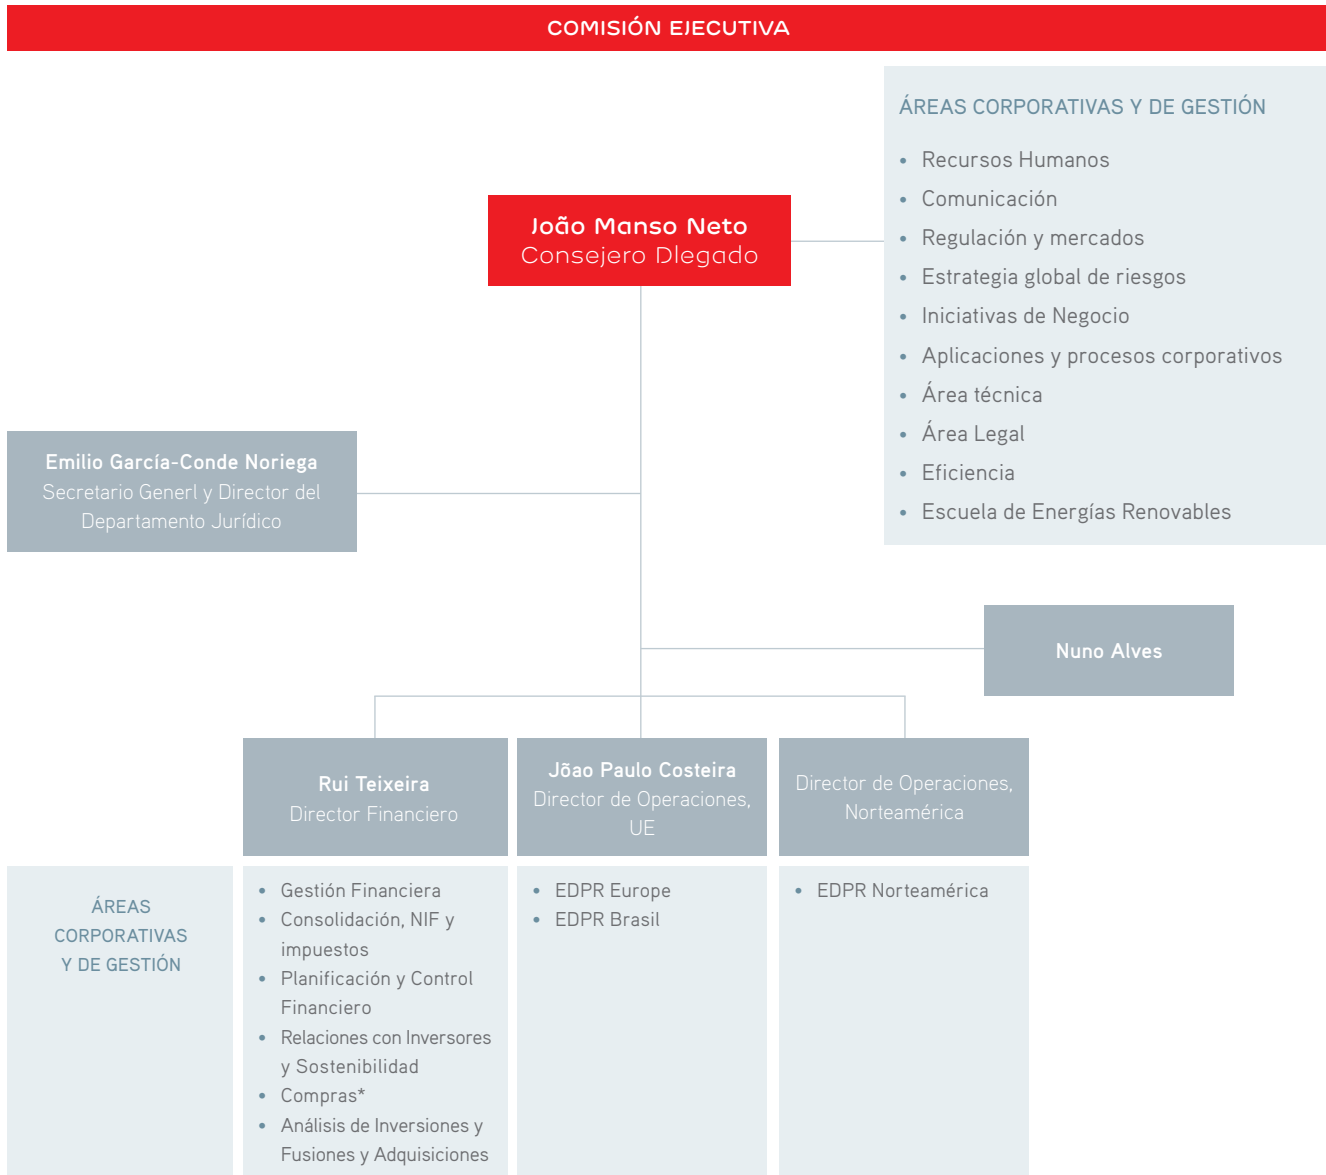 COMISIÓN EJECUTIVA
ÁREAS CORPORATIVAS Y DE GESTIÓN
• Recursos Humanos
• Comunicación
• Regulación y mercados
• Estrategia global de riesgos
• Iniciativas de Negocio
• Aplicaciones y procesos corporativos
• Área técnica
• Área Legal
• Eficiencia
• Escuela de Energías Renovables
João Manso Neto
Consejero Dlegado
Emilio García-Conde Noriega
Secretario Generl y Director del
Departamento Jurídico
Nuno Alves
Rui Teixeira
Director Financiero
Jõao Paulo Costeira
Director de Operaciones,
UE
Director de Operaciones,
Norteamérica
ÁREAS
CORPORATIVAS
Y DE GESTIÓN
• Gestión Financiera
• Consolidación, NIF y
impuestos
• Planificación y Control
Financiero
• Relaciones con Inversores
y Sostenibilidad
• Compras*
• Análisis de Inversiones y
Fusiones y Adquisiciones
• EDPR Europe
• EDPR Brasil
• EDPR Norteamérica